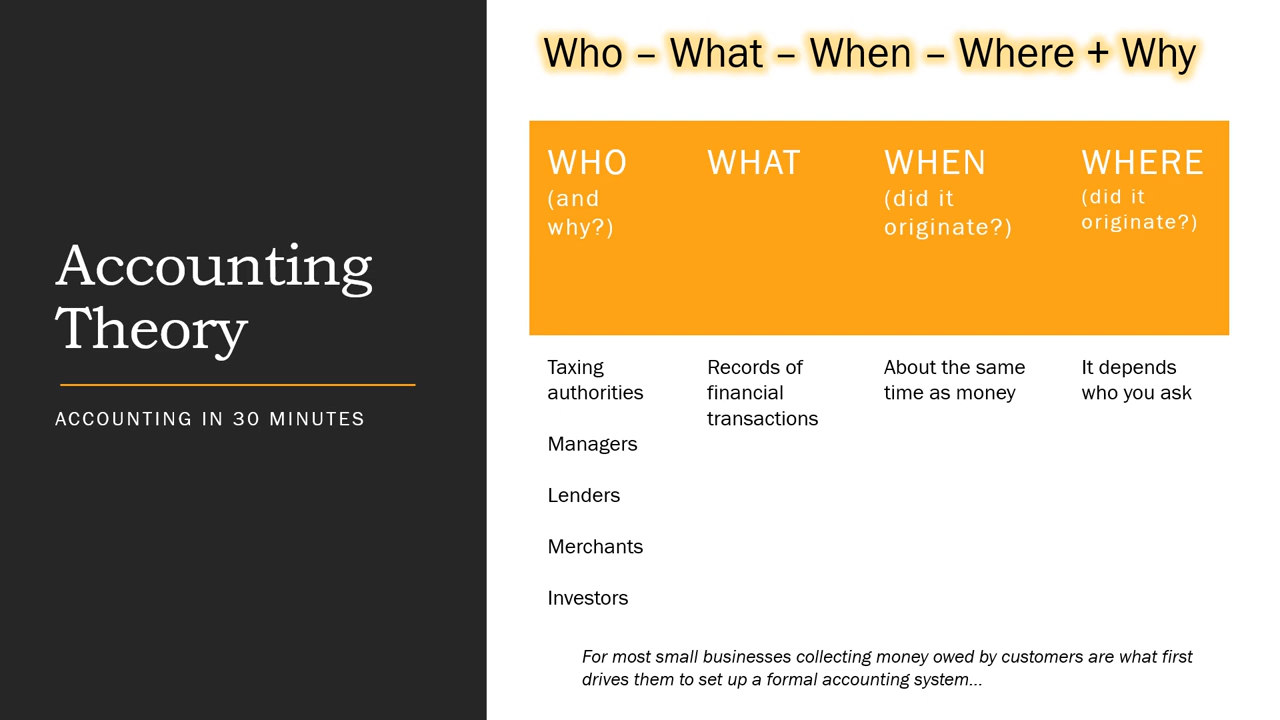 Accounting
Theory
ACCOUNTING IN 30 MINUTES
Who – What – When – Where + Why
WHO
(and
why?)
WHAT
WHEN
(did it
originate?)
WHERE
(did it
originate?)
Taxing
authorities
Managers
Lenders
Merchants
Investors
Records of
financial
transactions
About the same
time as money
It depends
who you ask
For most small businesses collecting money owed by customers are what first
drives them to set up a formal accounting system...